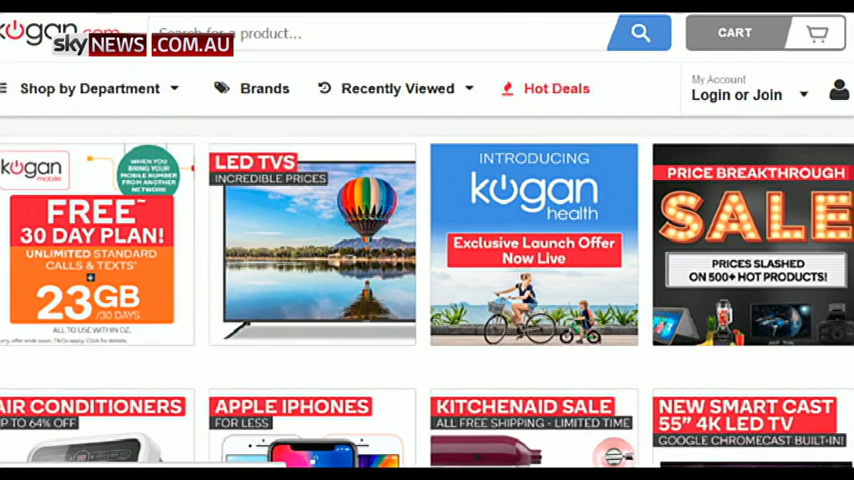 kogan.com
Search for a product...
CART
sky NEWS .COM.AU
Shop by Department
Brands
Recently Viewed
Hot Deals
My Account
Login or Join
kogan
mobile
WHEN YOU
BRING YOUR
MOBILE NUMBER
FROM ANOTHER
NETWORK
FREE~
30 DAY PLAN!
UNLIMITED STANDARD
CALLS & TEXTS*
+
23GB
/30 DAYS
ALL TO USE WITHIN OZ.
LED TVS
INCREDIBLE PRICES
INTRODUCING
kogan
health
Exclusive Launch Offer
Now Live
PRICE BREAKTHROUGH
SALE
PRICES SLASHED
ON 500+ HOT PRODUCTS!
AIR CONDITIONERS
UP TO 64% OFF
APPLE IPHONES
FOR LESS
KITCHENAID SALE
ALL FREE SHIPPING - LIMITED TIME
NEW SMART CAST
55" 4K LED TV
GOOGLE CHROMECAST BUILT-IN!